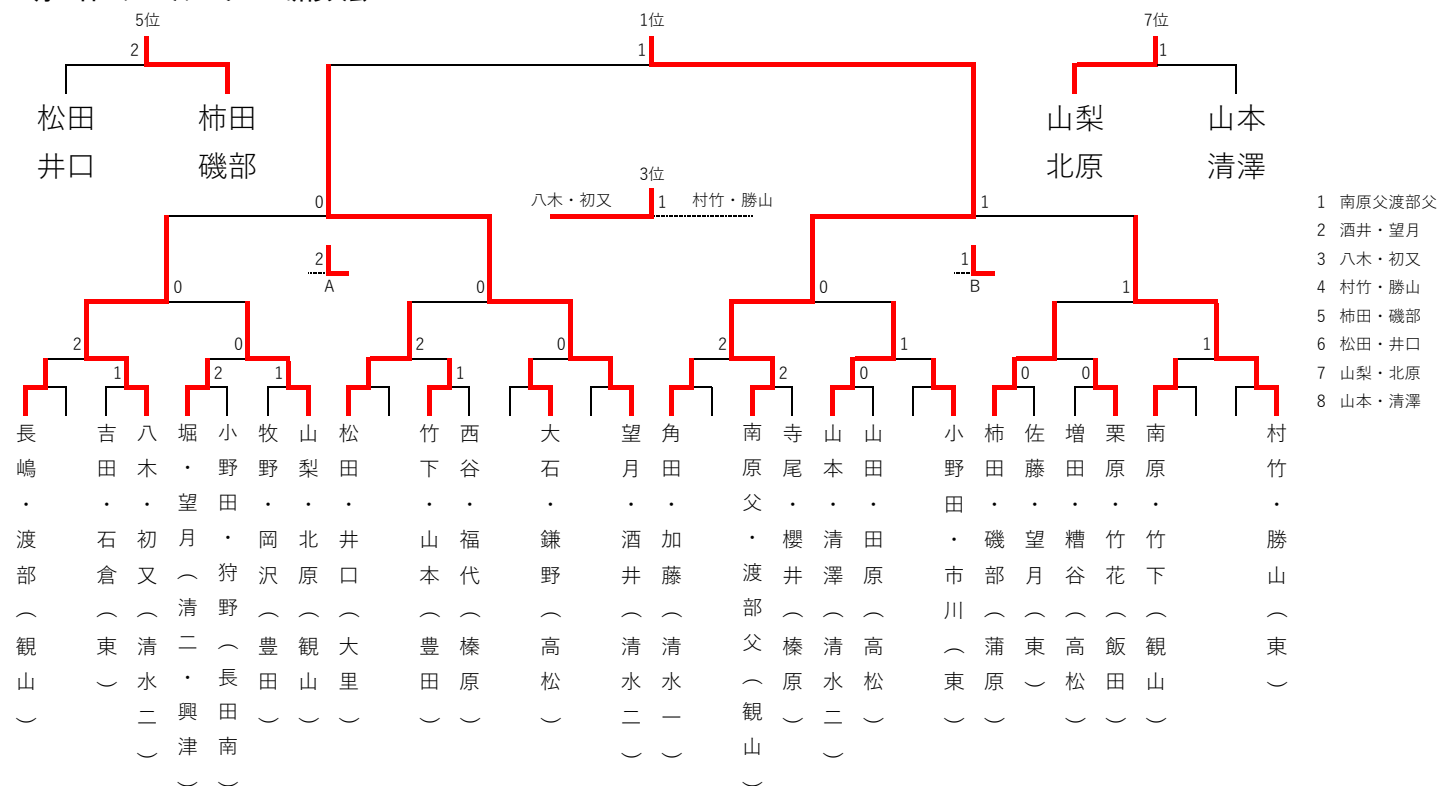 5位
1位
7位
2
1
1
松田
井口
柿田
磯部
山梨
北原
山本
清澤
3位
八木・初又
1
村竹・勝山
0
1
1 南原父渡部父
2 酒井・望月
3 八木・初又
4 村竹・勝山
5 柿田・磯部
6 松田・井口
7 山梨・北原
8 山本・清澤
2
A
1
B
0
0
0
1
2
0
2
0
2
1
1
1
2
1
1
2
0
0
0
長嶋・渡部（観山）
吉田・石倉（東）
八木・初又（清水二）
堀・望月（清二・興津）
小野田・狩野（長田南）
牧野・岡沢（豊田）
山梨・北原（観山）
松田・井口（大里）
竹下・山本（豊田）
西谷・福代（榛原）
大石・鎌野（高松）
望月・酒井（清水二）
角田・加藤（清水一）
南原父・渡部父（観山）
寺尾・櫻井（榛原）
山本・清澤（清水二）
山田・田原（高松）
小野田・市川（東）
柿田・磯部（蒲原）
佐藤・望月（東）
増田・糟谷（高松）
栗原・竹花（飯田）
南原・竹下（観山）
村竹・勝山（東）